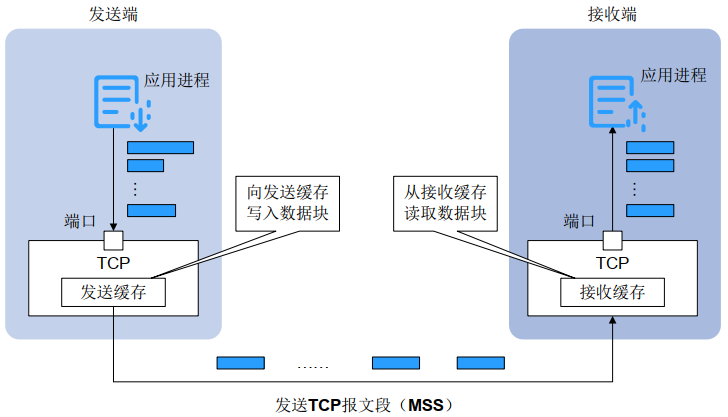 发送端
接收端
应用进程
应用进程
⋮
⋮
向发送缓存
写入数据块
从接收缓存
读取数据块
端口
端口
TCP
TCP
发送缓存
接收缓存
……
发送TCP报文段（MSS）